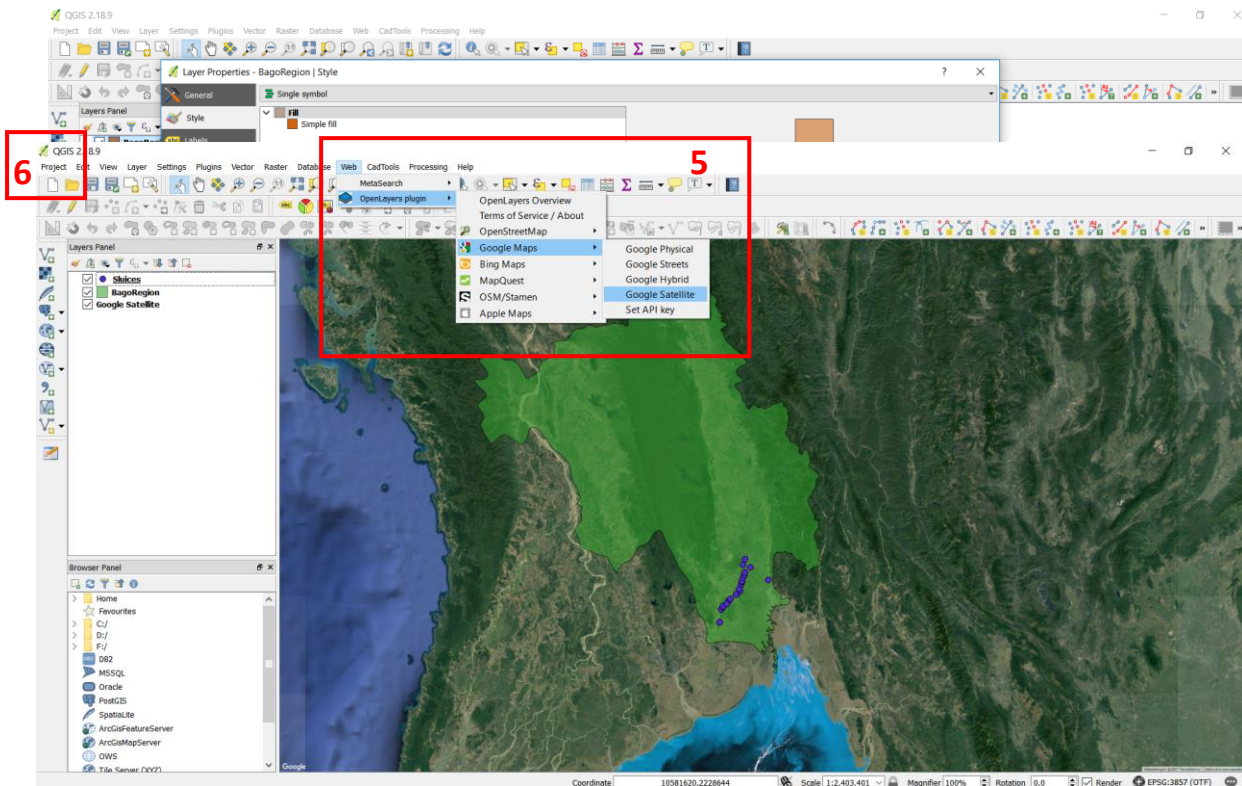 QGIS 2.18.9
Project Edit View Layer Settings Plugins Vector Raster Database Web CadTools Processing Help
Layer Properties - BagoRegion | Style
General
Single symbol
Layers Panel
Style
Fill
Simple fill
Labels
6
5
QGIS 2.18.9
Project Edit View Layer Settings Plugins Vector Raster Database Web CadTools Processing Help
MetaSearch
OpenLayers plugin
OpenLayers Overview
Terms of Service / About
OpenStreetMap
Google Maps
Bing Maps
MapQuest
OSM/Stamen
Apple Maps
Google Physical
Google Streets
Google Hybrid
Google Satellite
Set API key
Layers Panel
Sluices
BagoRegion
Google Satellite
Browser Panel
Home
Favourites
C:/
D:/
F:/
DB2
MSSQL
Oracle
PostGIS
SpatiaLite
ArcGisFeatureServer
ArcGisMapServer
OWS
Tile Server (XYZ)
Google
Coordinate 10581620,2228644 Scale 1:2.403.401 Magnifier 100% Rotation 0,0 Render EPSG:3857 (OTF)